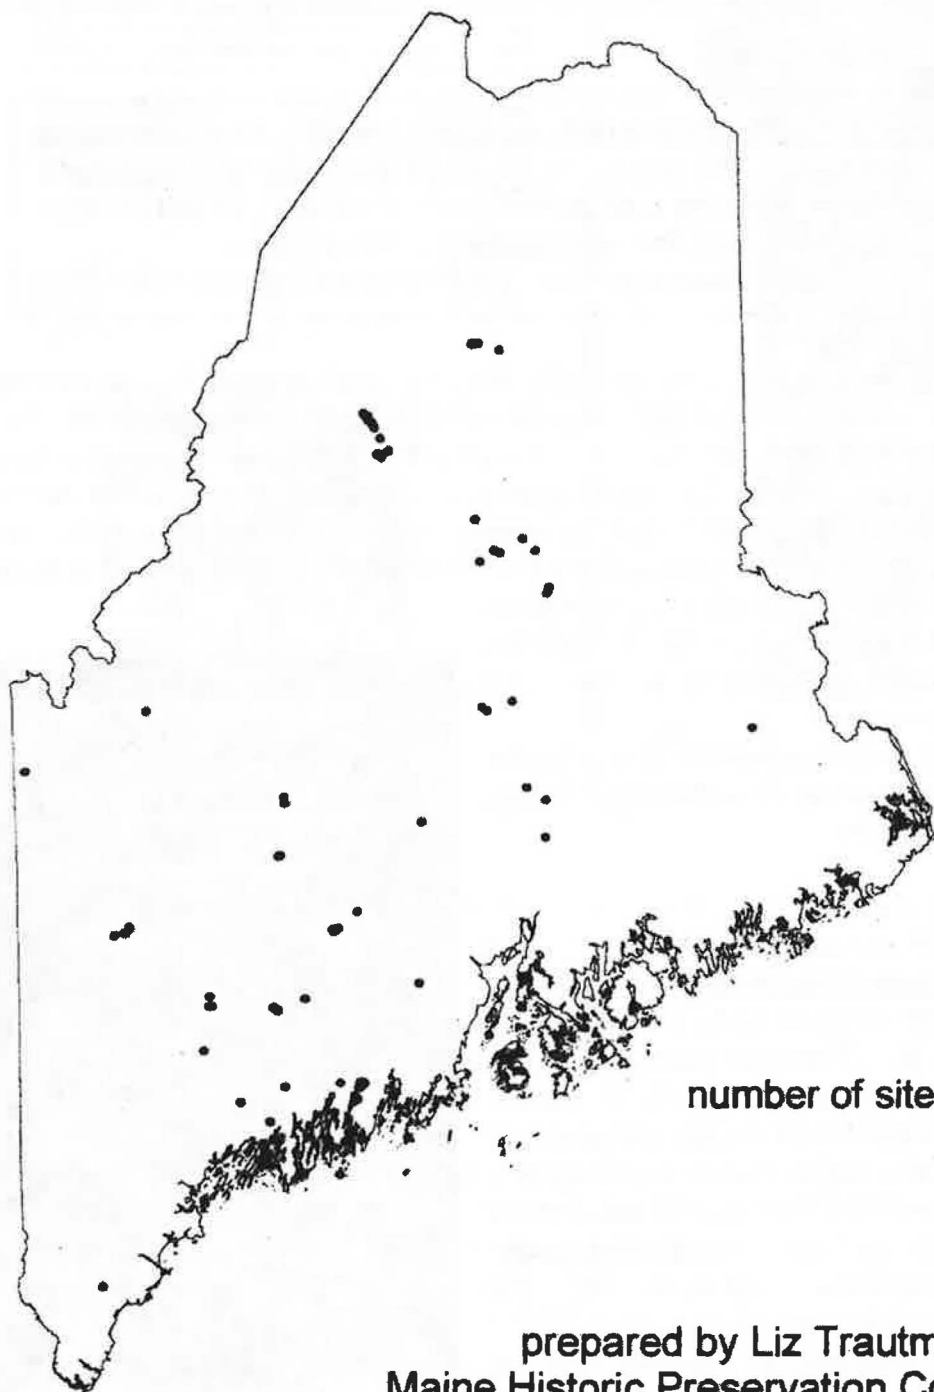 number of site
prepared by Liz Trautm
Maine Historic Preservation Co